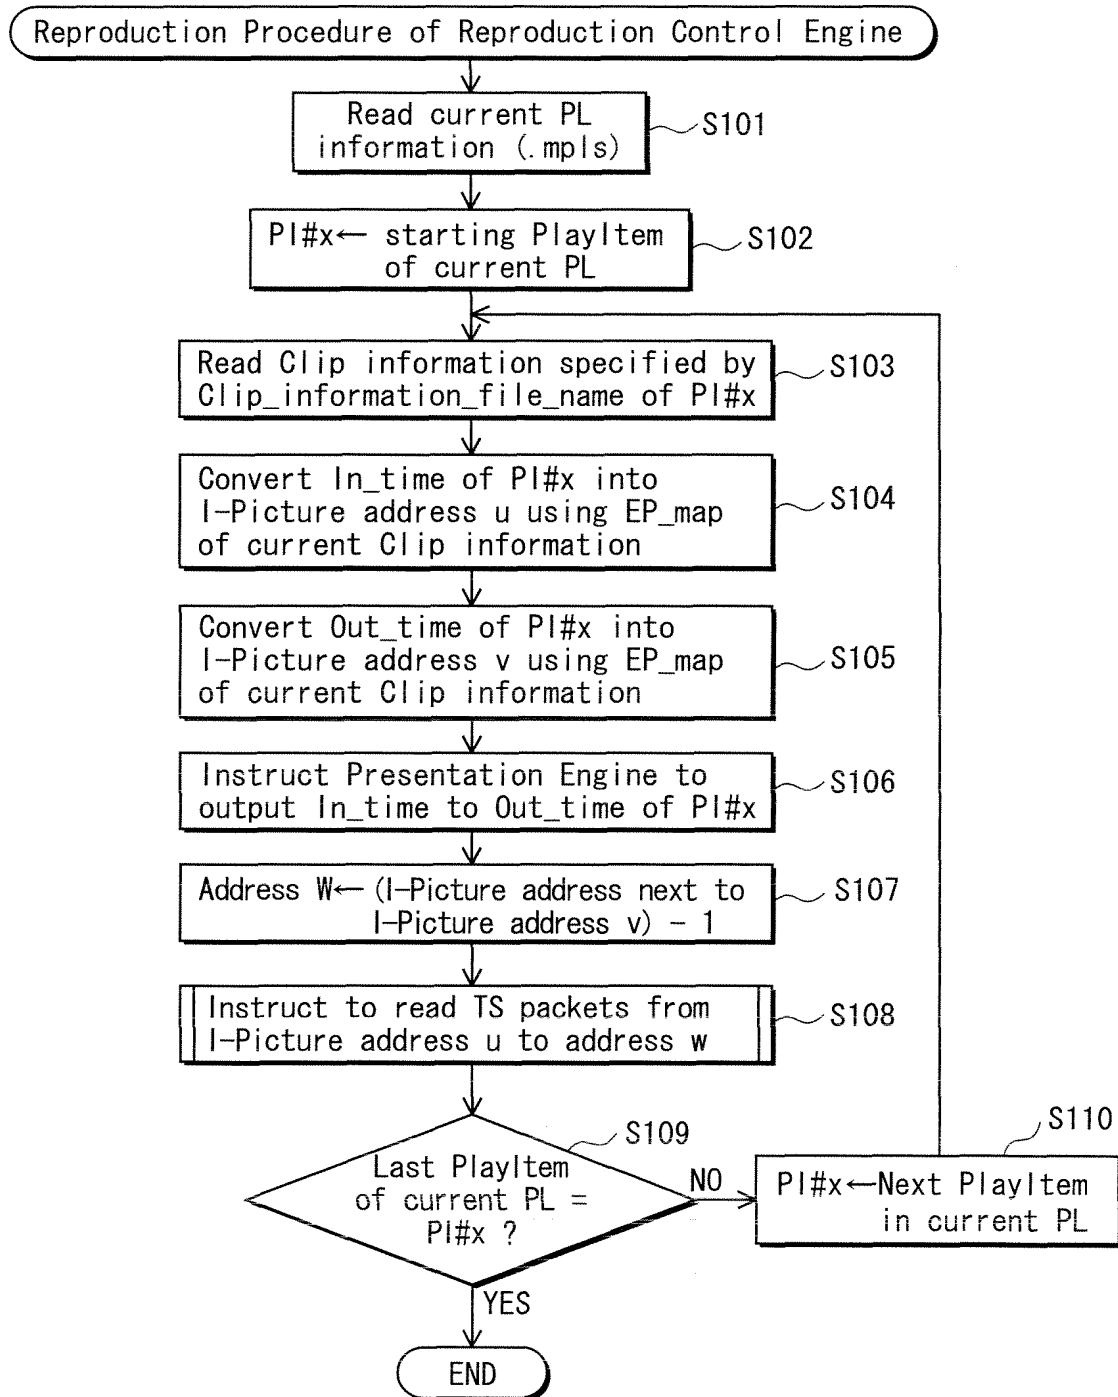 Reproduction Procedure of Reproduction Control Engine
Read current PL
information (.mpls)
S101
PI#x← starting PlayItem
of current PL
S102
Read Clip information specified by
Clip_information_file_name of PI#x
S103
Convert In_time of PI#x into
I-Picture address u using EP_map
of current Clip information
S104
Convert Out_time of PI#x into
I-Picture address v using EP_map
of current Clip information
S105
Instruct Presentation Engine to
output In_time to Out_time of PI#x
S106
Address W← (I-Picture address next to
I-Picture address v) - 1
S107
Instruct to read TS packets from
I-Picture address u to address w
S108
Last PlayItem
of current PL =
PI#x ?
S109
NO
PI#x←Next PlayItem
in current PL
S110
YES
END